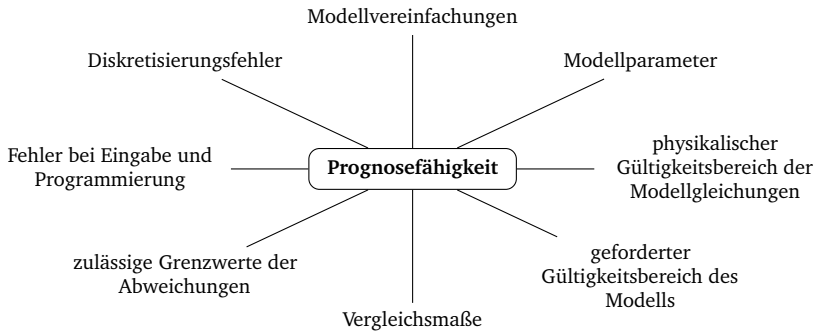 Modellvereinfachungen
Diskretisierungsfehler
Modellparameter
Fehler bei Eingabe und
Programmierung
Prognosefähigkeit
physikalischer
Gültigkeitsbereich der
Modellgleichungen
zulässige Grenzwerte der
Abweichungen
geforderter
Gültigkeitsbereich des
Modells
Vergleichsmaße